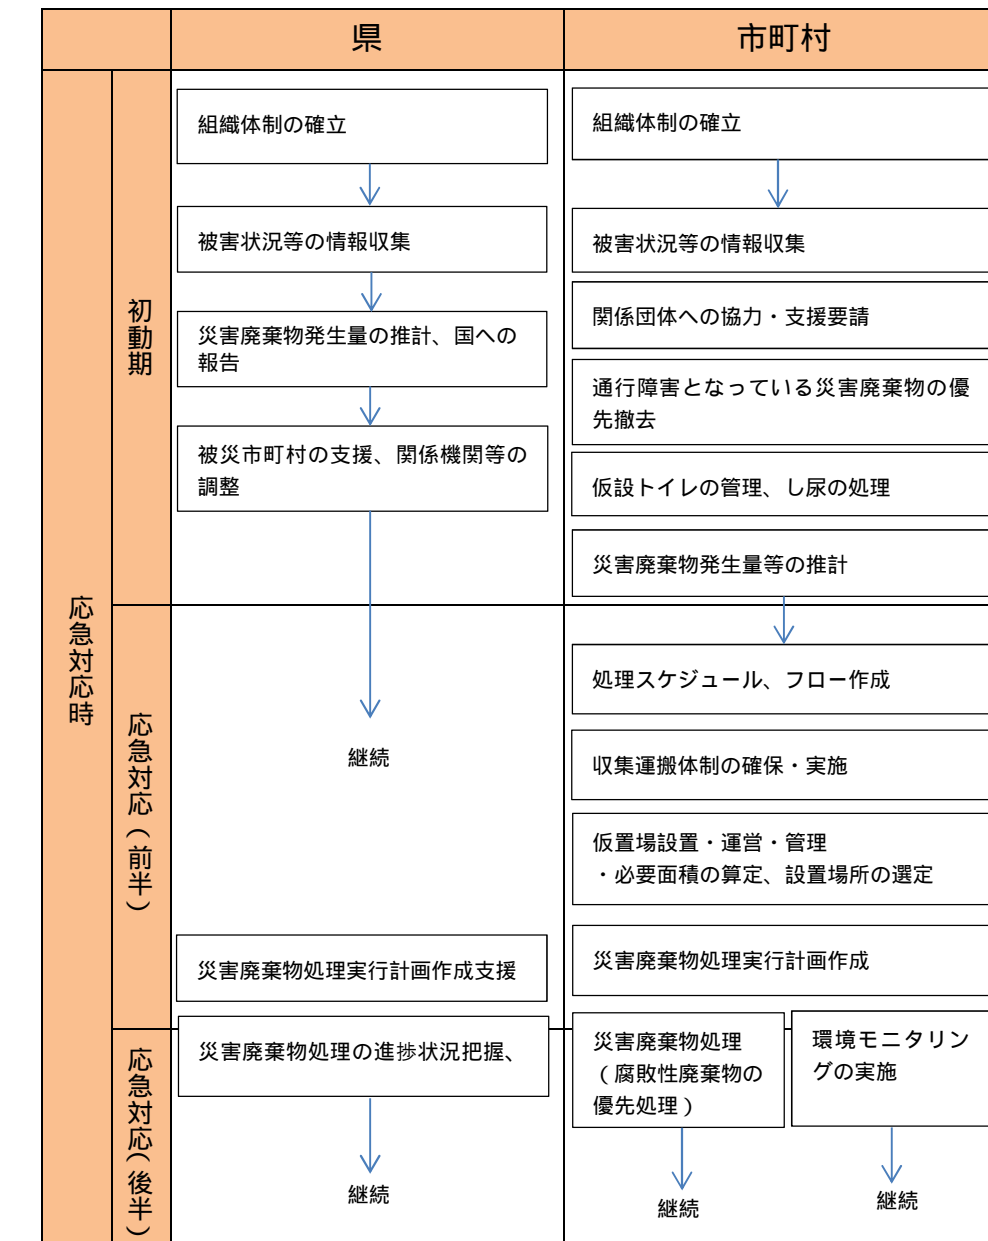 県
市町村
応急対応時
初動期
組織体制の確立
被害状況等の情報収集
災害廃棄物発生量の推計、国への
報告
被災市町村の支援、関係機関等の
調整
組織体制の確立
被害状況等の情報収集
関係団体への協力・支援要請
通行障害となっている災害廃棄物の優
先撤去
仮設トイレの管理、し尿の処理
災害廃棄物発生量等の推計
応急対応（前半）
継続
災害廃棄物処理実行計画作成支援
処理スケジュール、フロー作成
収集運搬体制の確保・実施
仮置場設置・運営・管理
・必要面積の算定、設置場所の選定
災害廃棄物処理実行計画作成
応急対応（後半）
災害廃棄物処理の進捗状況把握、
継続
災害廃棄物処理
（腐敗性廃棄物の
優先処理）
継続
環境モニタリン
グの実施
継続